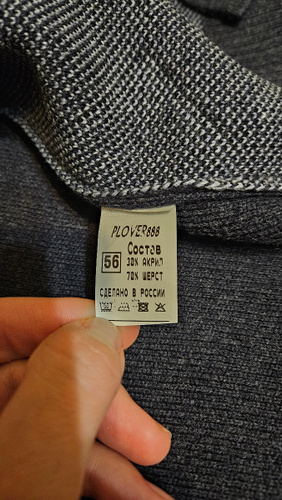 PLOVER888
Состав
56
30% АКРИЛ
70% ШЕРСТ
СДЕЛАНО В РОССИИ